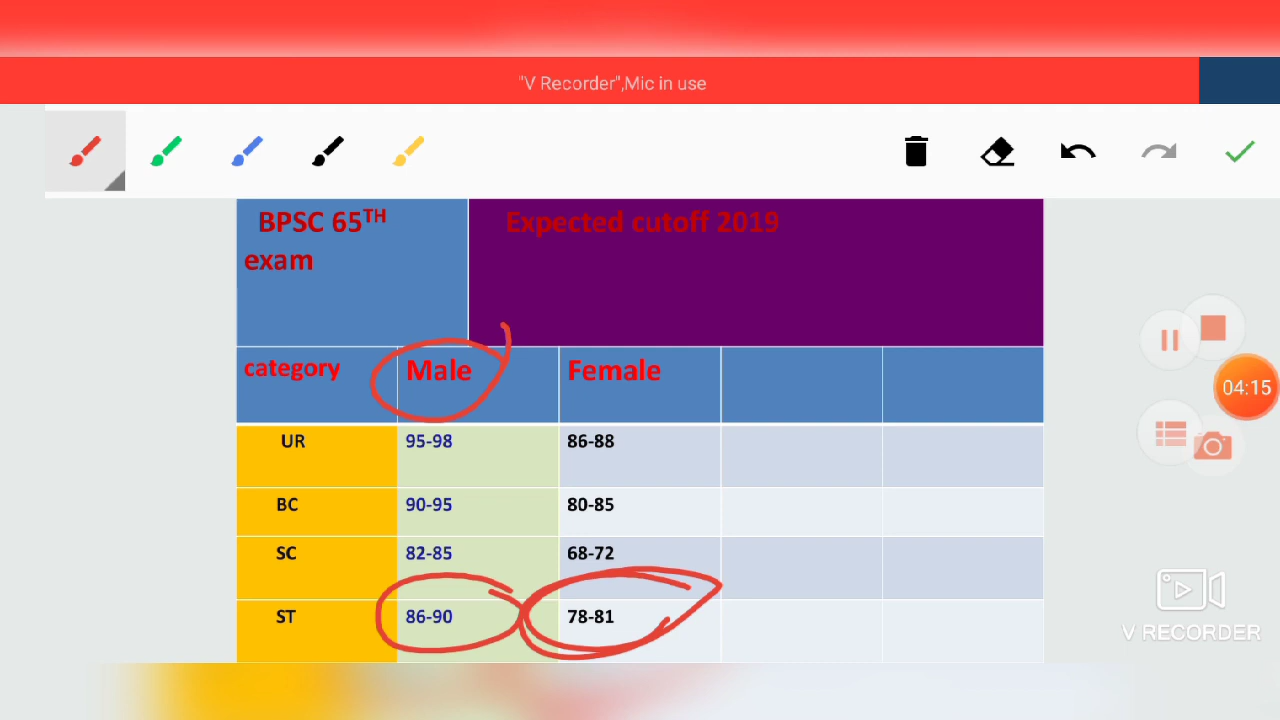 "V Recorder",Mic in use
BPSC 65TH Expected cutoff 2019
exam
category Male Female
UR 95-98 86-88
BC 90-95 80-85
SC 82-85 68-72
ST 86-90 78-81
04:15
V RECORDER